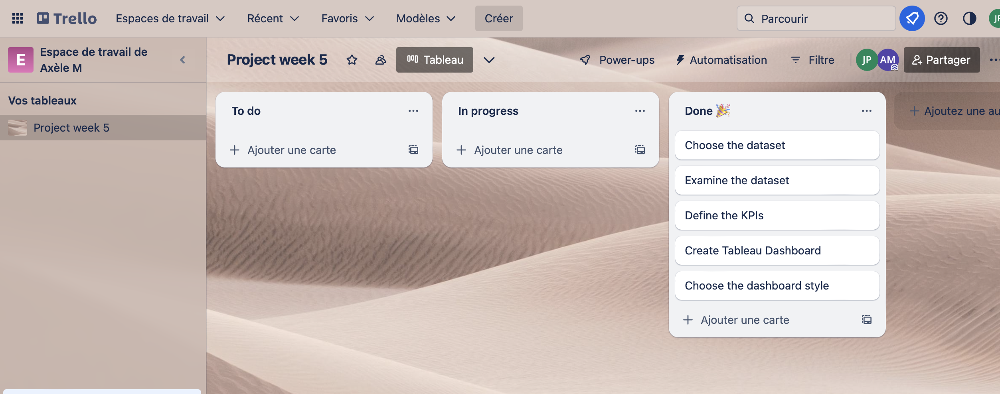 Trello Espaces de travail Récent Favoris Modèles Créer Parcourir
E Espace de travail de
Axèle M
Project week 5 Tableau Power-ups Automatisation Filtre JP AM Partager
Vos tableaux
Project week 5
To do
Ajouter une carte
In progress
Ajouter une carte
Done 🎉
Choose the dataset
Examine the dataset
Define the KPIs
Create Tableau Dashboard
Choose the dashboard style
Ajouter une carte
Ajoutez une au